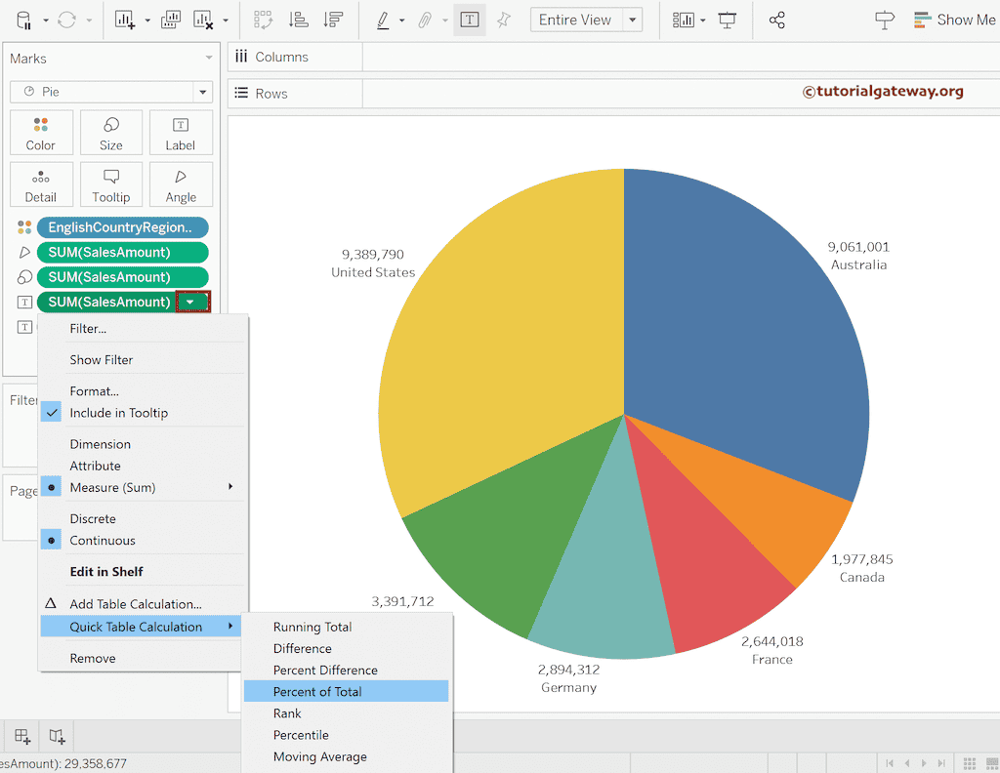 Entire View
Show Me
Marks
Columns
Pie
Rows
©tutorialgateway.org
Color
Size
Label
Detail
Tooltip
Angle
EnglishCountryRegion..
SUM(SalesAmount)
SUM(SalesAmount)
SUM(SalesAmount)
9,389,790
United States
9,061,001
Australia
1,977,845
Canada
2,644,018
France
2,894,312
Germany
3,391,712
Filter...
Show Filter
Format...
Include in Tooltip
Dimension
Attribute
Measure (Sum)
Discrete
Continuous
Edit in Shelf
Add Table Calculation...
Quick Table Calculation
Remove
Filter
Page
Running Total
Difference
Percent Difference
Percent of Total
Rank
Percentile
Moving Average
esAmount): 29,358,677